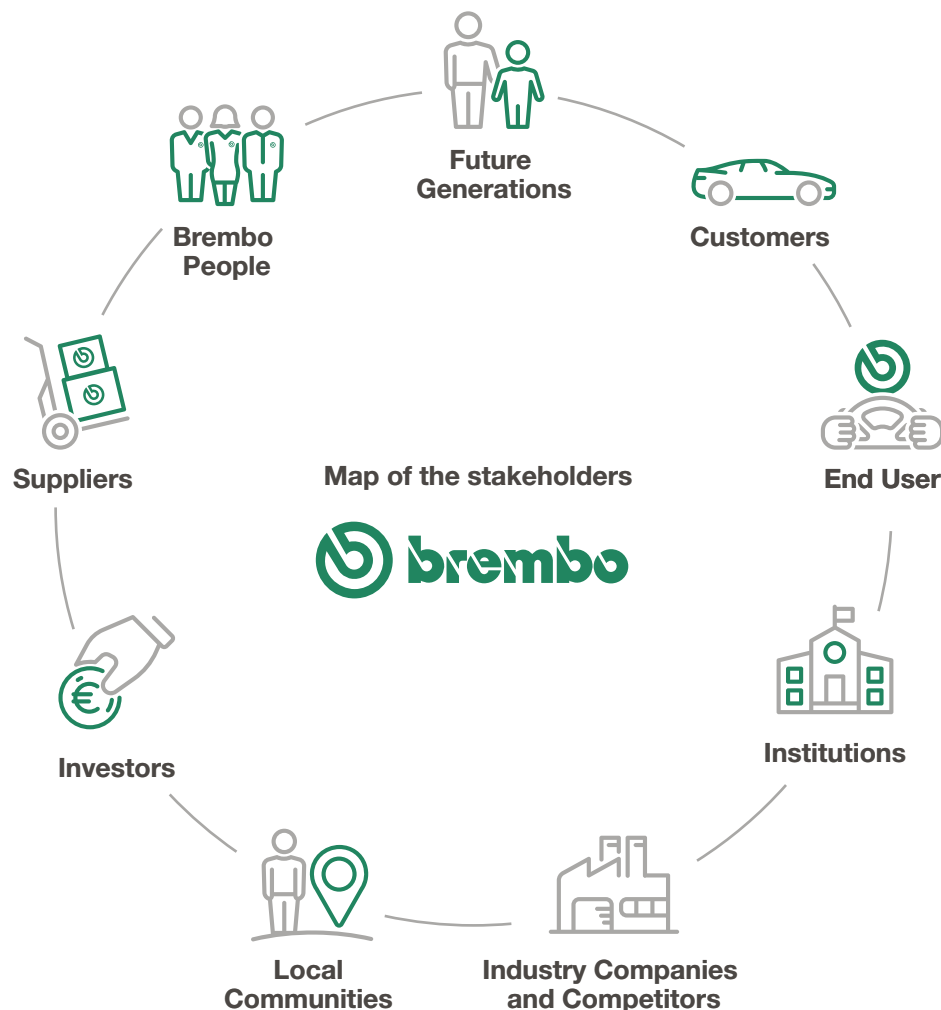 Future
Generations
Customers
Brembo
People
End User
Suppliers
Map of the stakeholders
brembo
Institutions
Investors
€
Local
Communities
Industry Companies
and Competitors